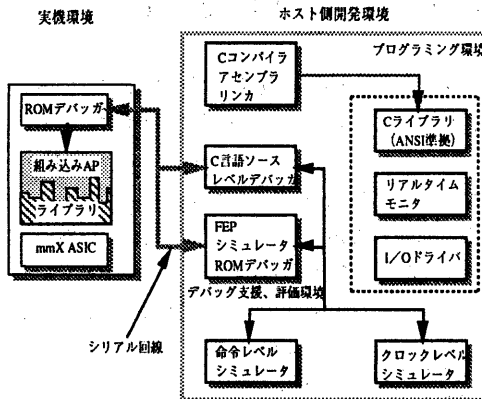 実機環境
ホスト側開発環境
プログラミング環境
Cコンパイラ
アセンブラ
リンカ
ROMデバッガ
Cライブラリ
(ANSI準拠)
組み込みAP
C言語ソース
レベルデバッガ
ライブラリ
リアルタイム
モニタ
mmX ASIC
FEP
シミュレータ
ROMデバッガ
I/Oドライバ
デバッグ支援、評価環境
シリアル回線
命令レベル
シミュレータ
クロックレベル
シミュレータ